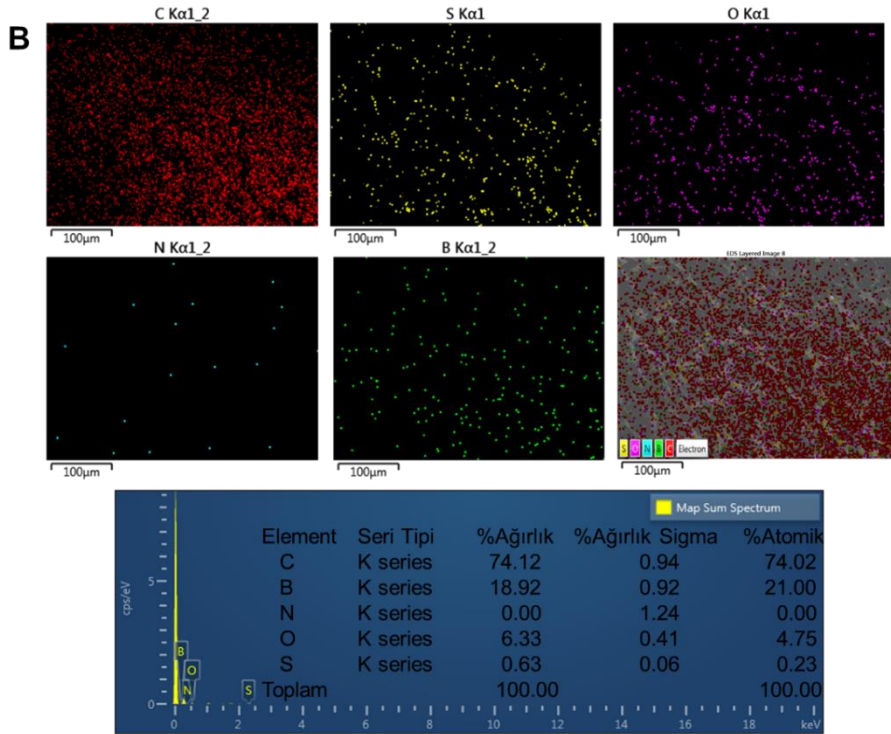 B
C Kα1_2
S Kα1
O Kα1
100µm
100µm
100µm
N Kα1_2
B Kα1_2
EDS Layered Image 8
100µm
100µm
S O N B C Electron
100µm
Map Sum Spectrum
Element Seri Tipi %Ağırlık %Ağırlık Sigma %Atomik
C K series 74.12 0.94 74.02
B K series 18.92 0.92 21.00
N K series 0.00 1.24 0.00
O K series 6.33 0.41 4.75
S K series 0.63 0.06 0.23
Toplam 100.00 100.00
cps/eV
5
0
B
O
N
S
0 2 4 6 8 10 12 14 16 18 keV